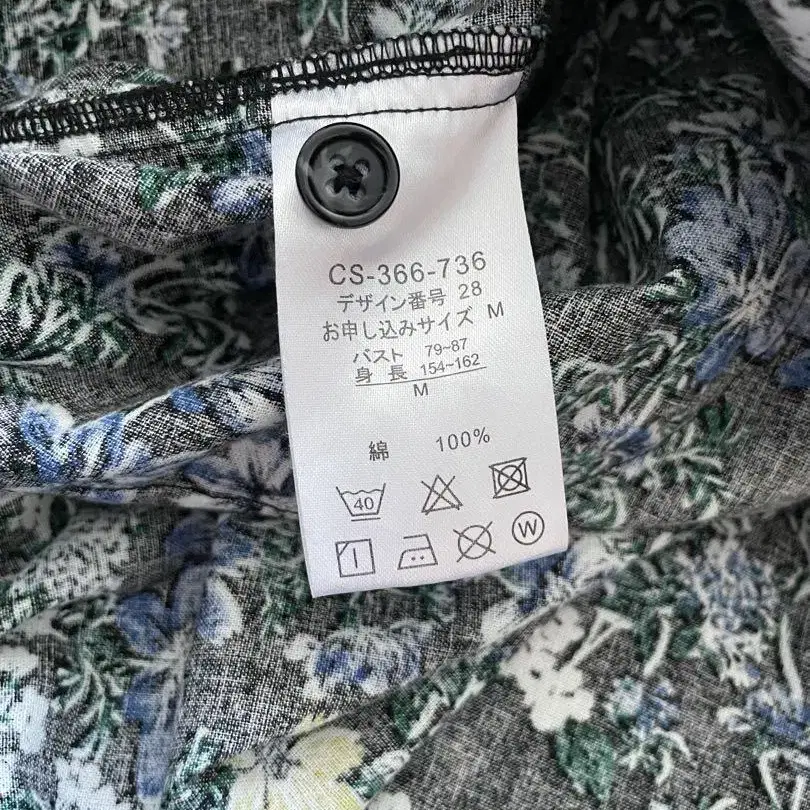 CS-366-736
デザイン番号 28
お申し込みサイズ M
バスト 79~87
身長 154~162
M
綿 100%
40
W